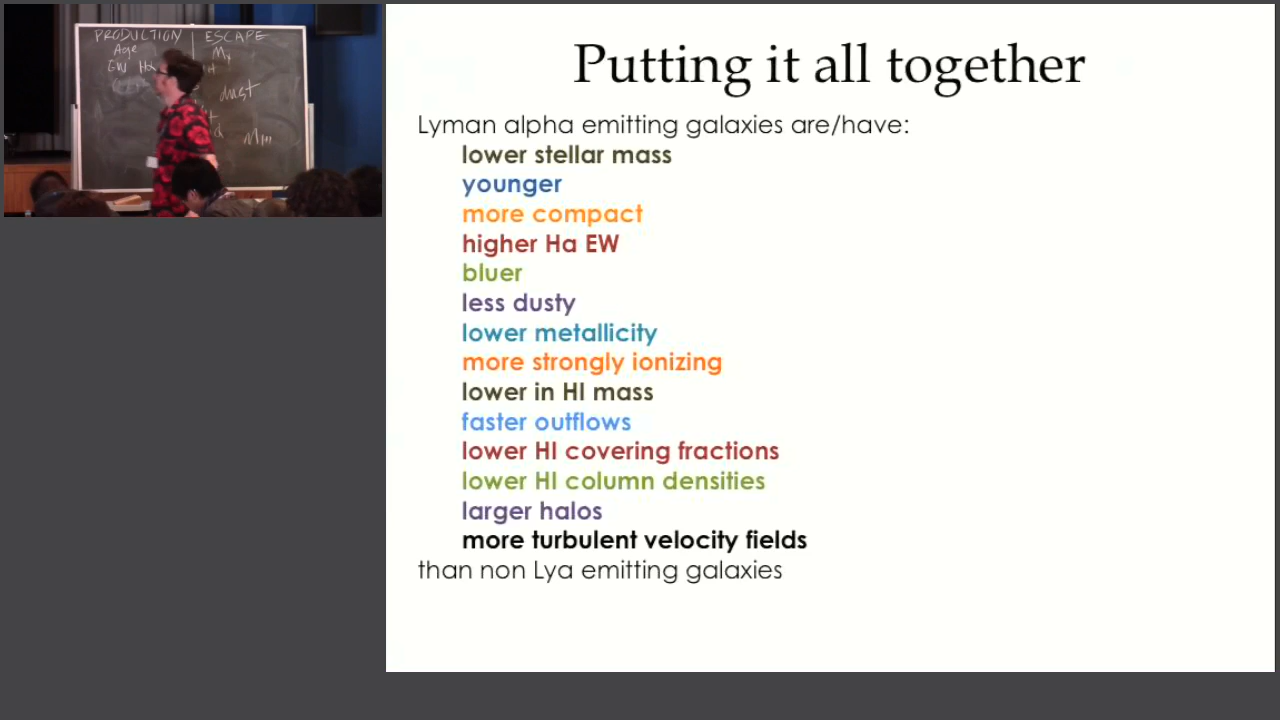 PRODUCTION ESCAPE
Age
EW Hα
dust
Putting it all together
Lyman alpha emitting galaxies are/have:
lower stellar mass
younger
more compact
higher Ha EW
bluer
less dusty
lower metallicity
more strongly ionizing
lower in HI mass
faster outflows
lower HI covering fractions
lower HI column densities
larger halos
more turbulent velocity fields
than non Lya emitting galaxies